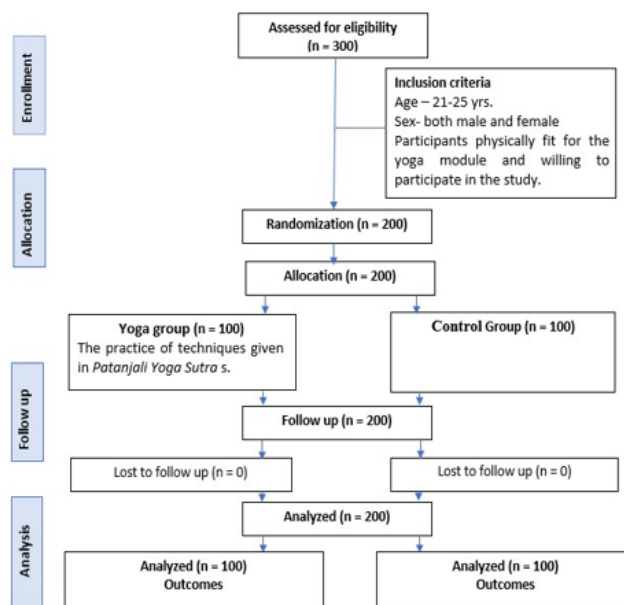 Enrollment
Assessed for eligibility
(n = 300)
Inclusion criteria
Age – 21-25 yrs.
Sex- both male and female
Participants physically fit for the
yoga module and willing to
participate in the study.
Allocation
Randomization (n = 200)
Allocation (n = 200)
Yoga group (n = 100)
The practice of techniques given
in Patanjali Yoga Sutra s.
Control Group (n = 100)
Follow up
Follow up (n = 200)
Lost to follow up (n = 0)
Lost to follow up (n = 0)
Analysis
Analyzed (n = 200)
Analyzed (n = 100)
Outcomes
Analyzed (n = 100)
Outcomes